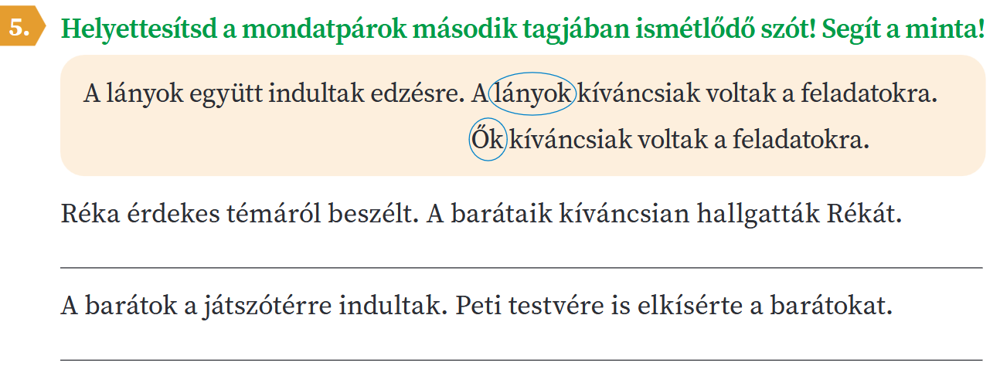 5. Helyettesítsd a mondatpárok második tagjában ismétlődő szót! Segít a minta!
A lányok együtt indultak edzésre. A lányok kíváncsiak voltak a feladatokra.
Ők kíváncsiak voltak a feladatokra.
Réka érdekes témáról beszélt. A barátaik kíváncsian hallgatták Rékát.
A barátok a játszótérre indultak. Peti testvére is elkísérte a barátokat.